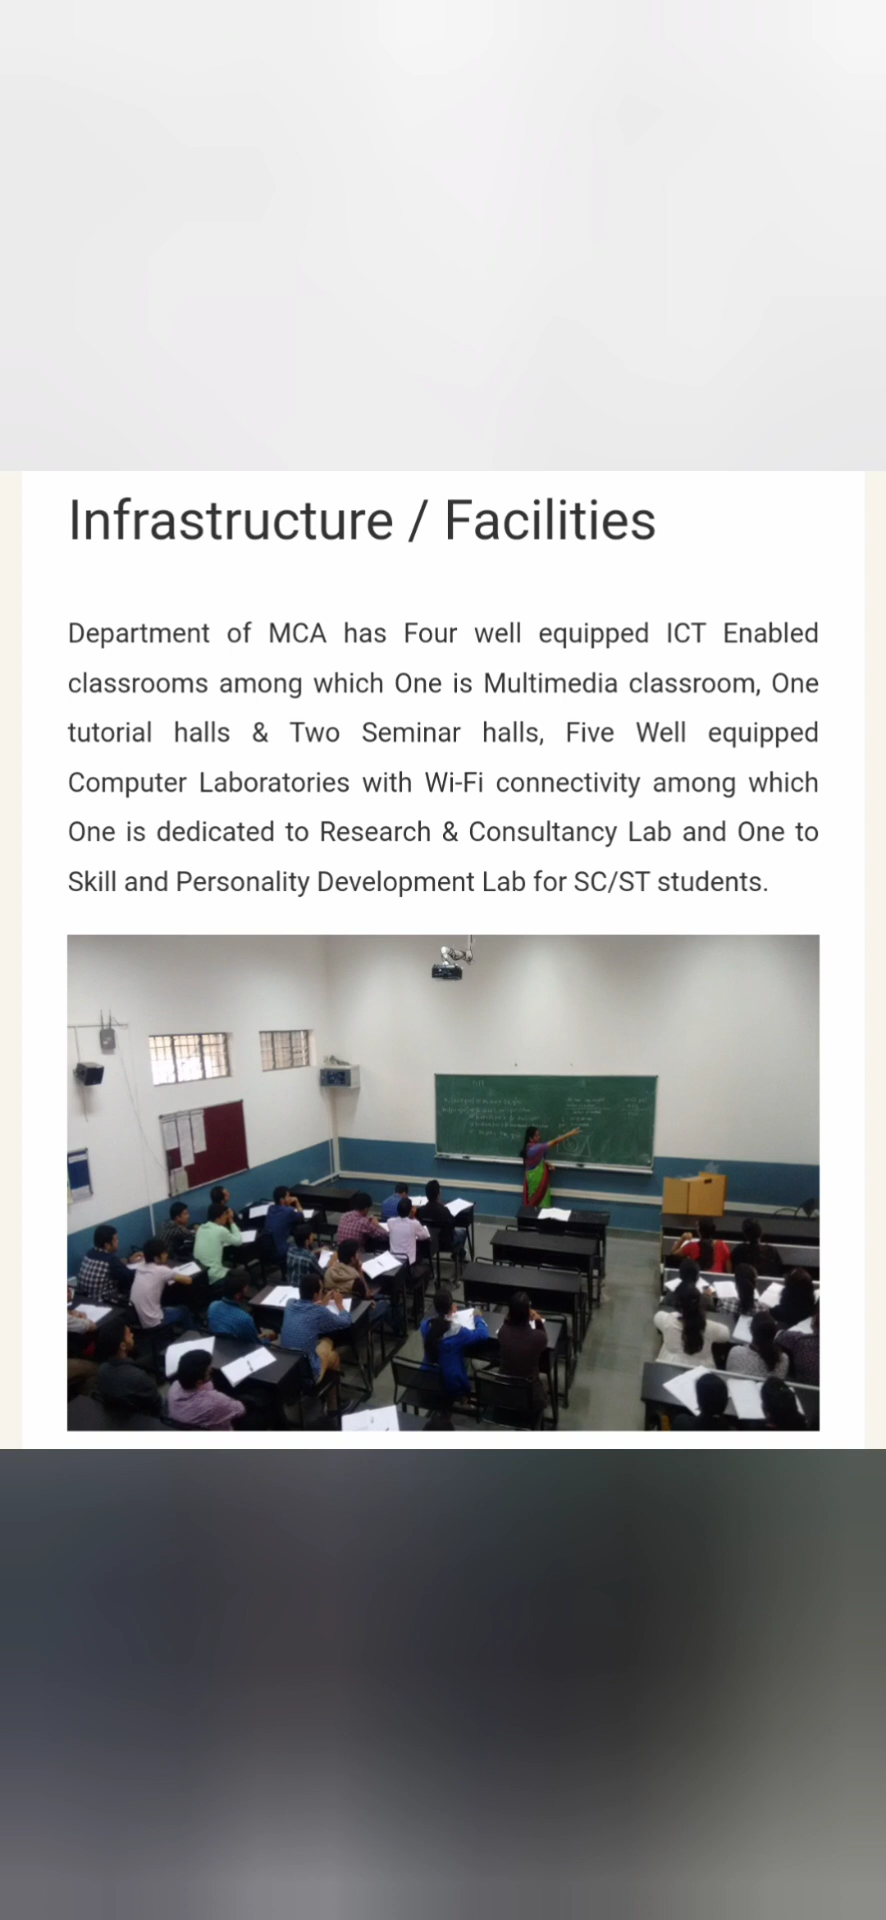 Infrastructure / Facilities
Department of MCA has Four well equipped ICT Enabled
classrooms among which One is Multimedia classroom, One
tutorial halls & Two Seminar halls, Five Well equipped
Computer Laboratories with Wi-Fi connectivity among which
One is dedicated to Research & Consultancy Lab and One to
Skill and Personality Development Lab for SC/ST students.